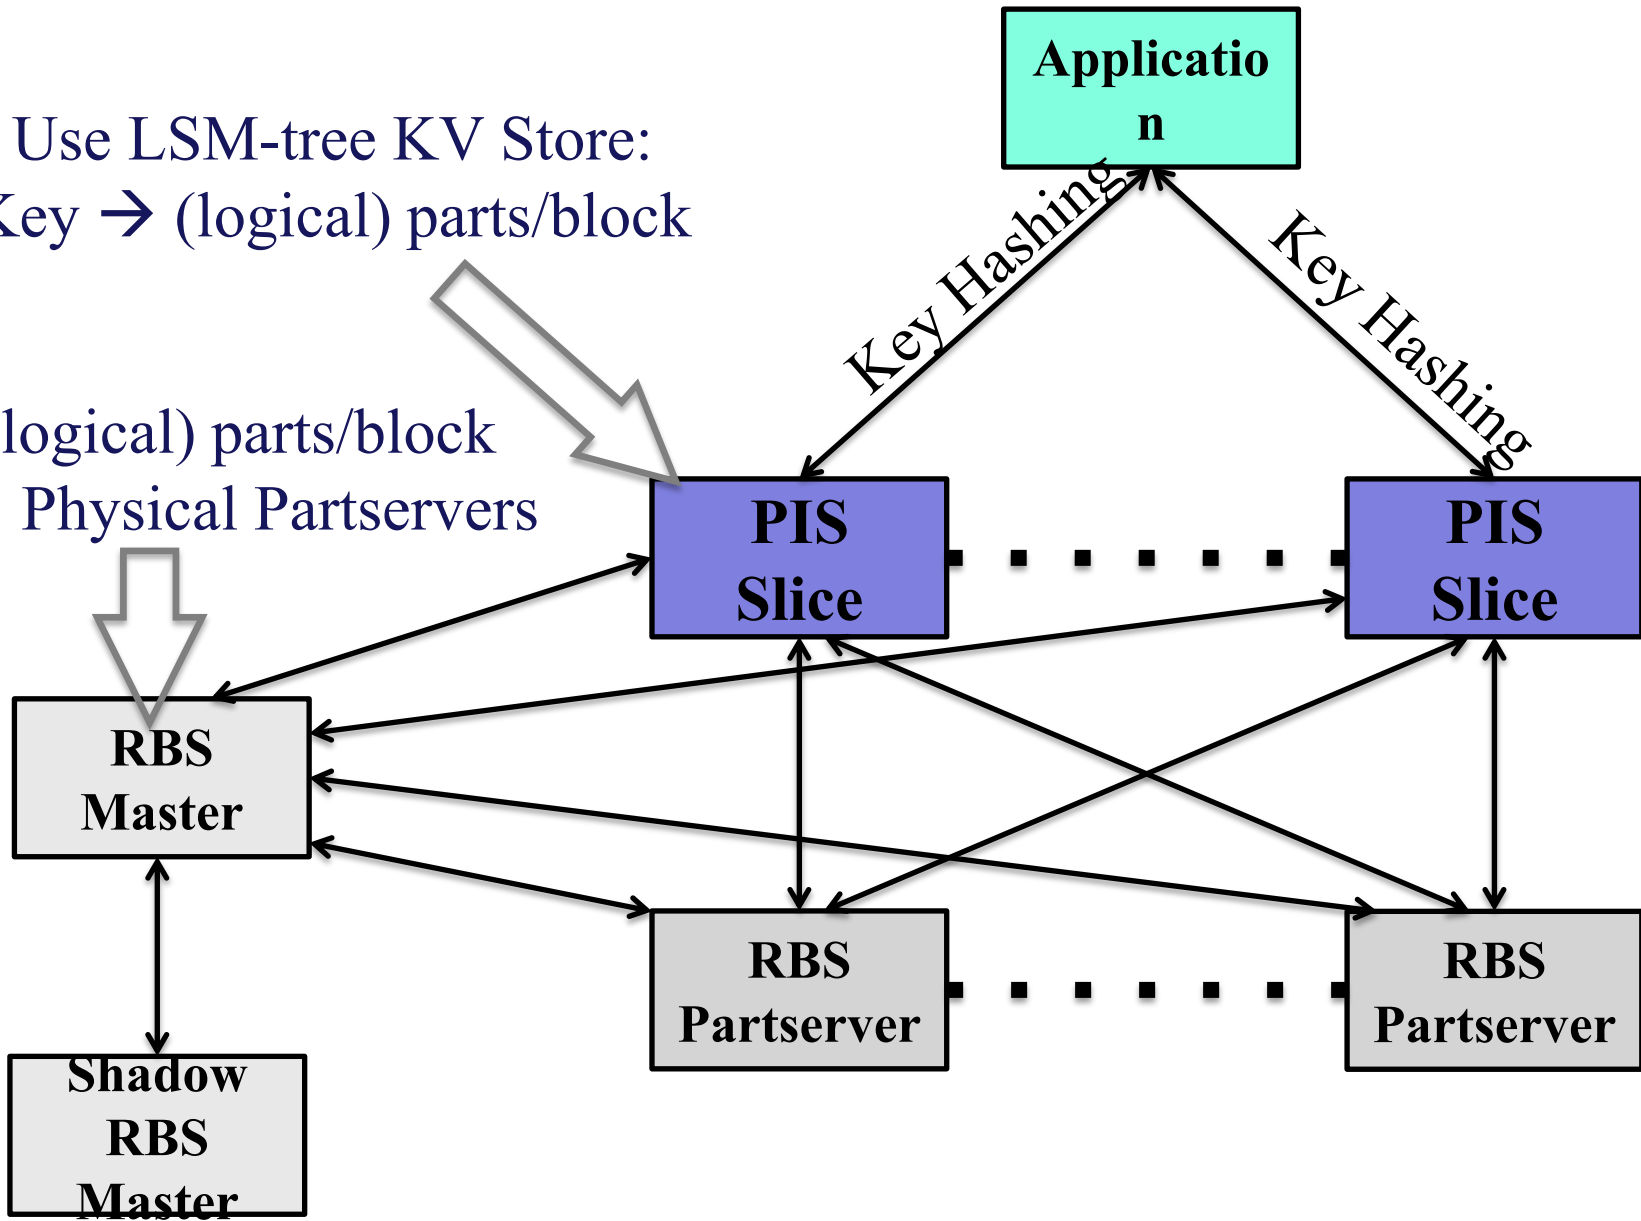 Applicatio
n
Use LSM-tree KV Store:
Key → (logical) parts/block
Key Hashing
Key Hashing
logical) parts/block
Physical Partservers
PIS
Slice
PIS
Slice
RBS
Master
RBS
Partserver
RBS
Partserver
Shadow
RBS
Master